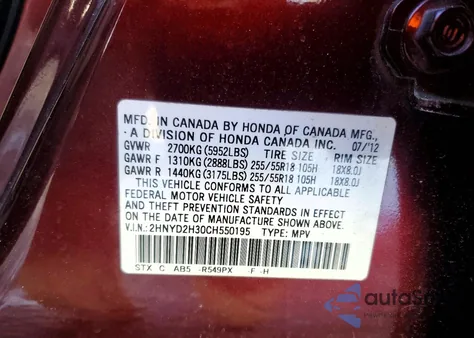 MFD. IN CANADA BY HONDA OF CANADA MFG.,
- A DIVISION OF HONDA CANADA INC. 07/'12
GVWR 2700KG (5952LBS) TIRE SIZE - RIM SIZE
GAWR F 1310KG (2888LBS) 255/55R18 105H 18X8.0J
GAWR R 1440KG (3175LBS) 255/55R18 105H 18X8.0J
THIS VEHICLE CONFORMS TO ALL APPLICABLE
FEDERAL MOTOR VEHICLE SAFETY
AND THEFT PREVENTION STANDARDS IN EFFECT
ON THE DATE OF MANUFACTURE SHOWN ABOVE.
V.I.N.: 2HNYD2H30CH550195 TYPE: MPV
STX C AB5 -R549PX -F -H